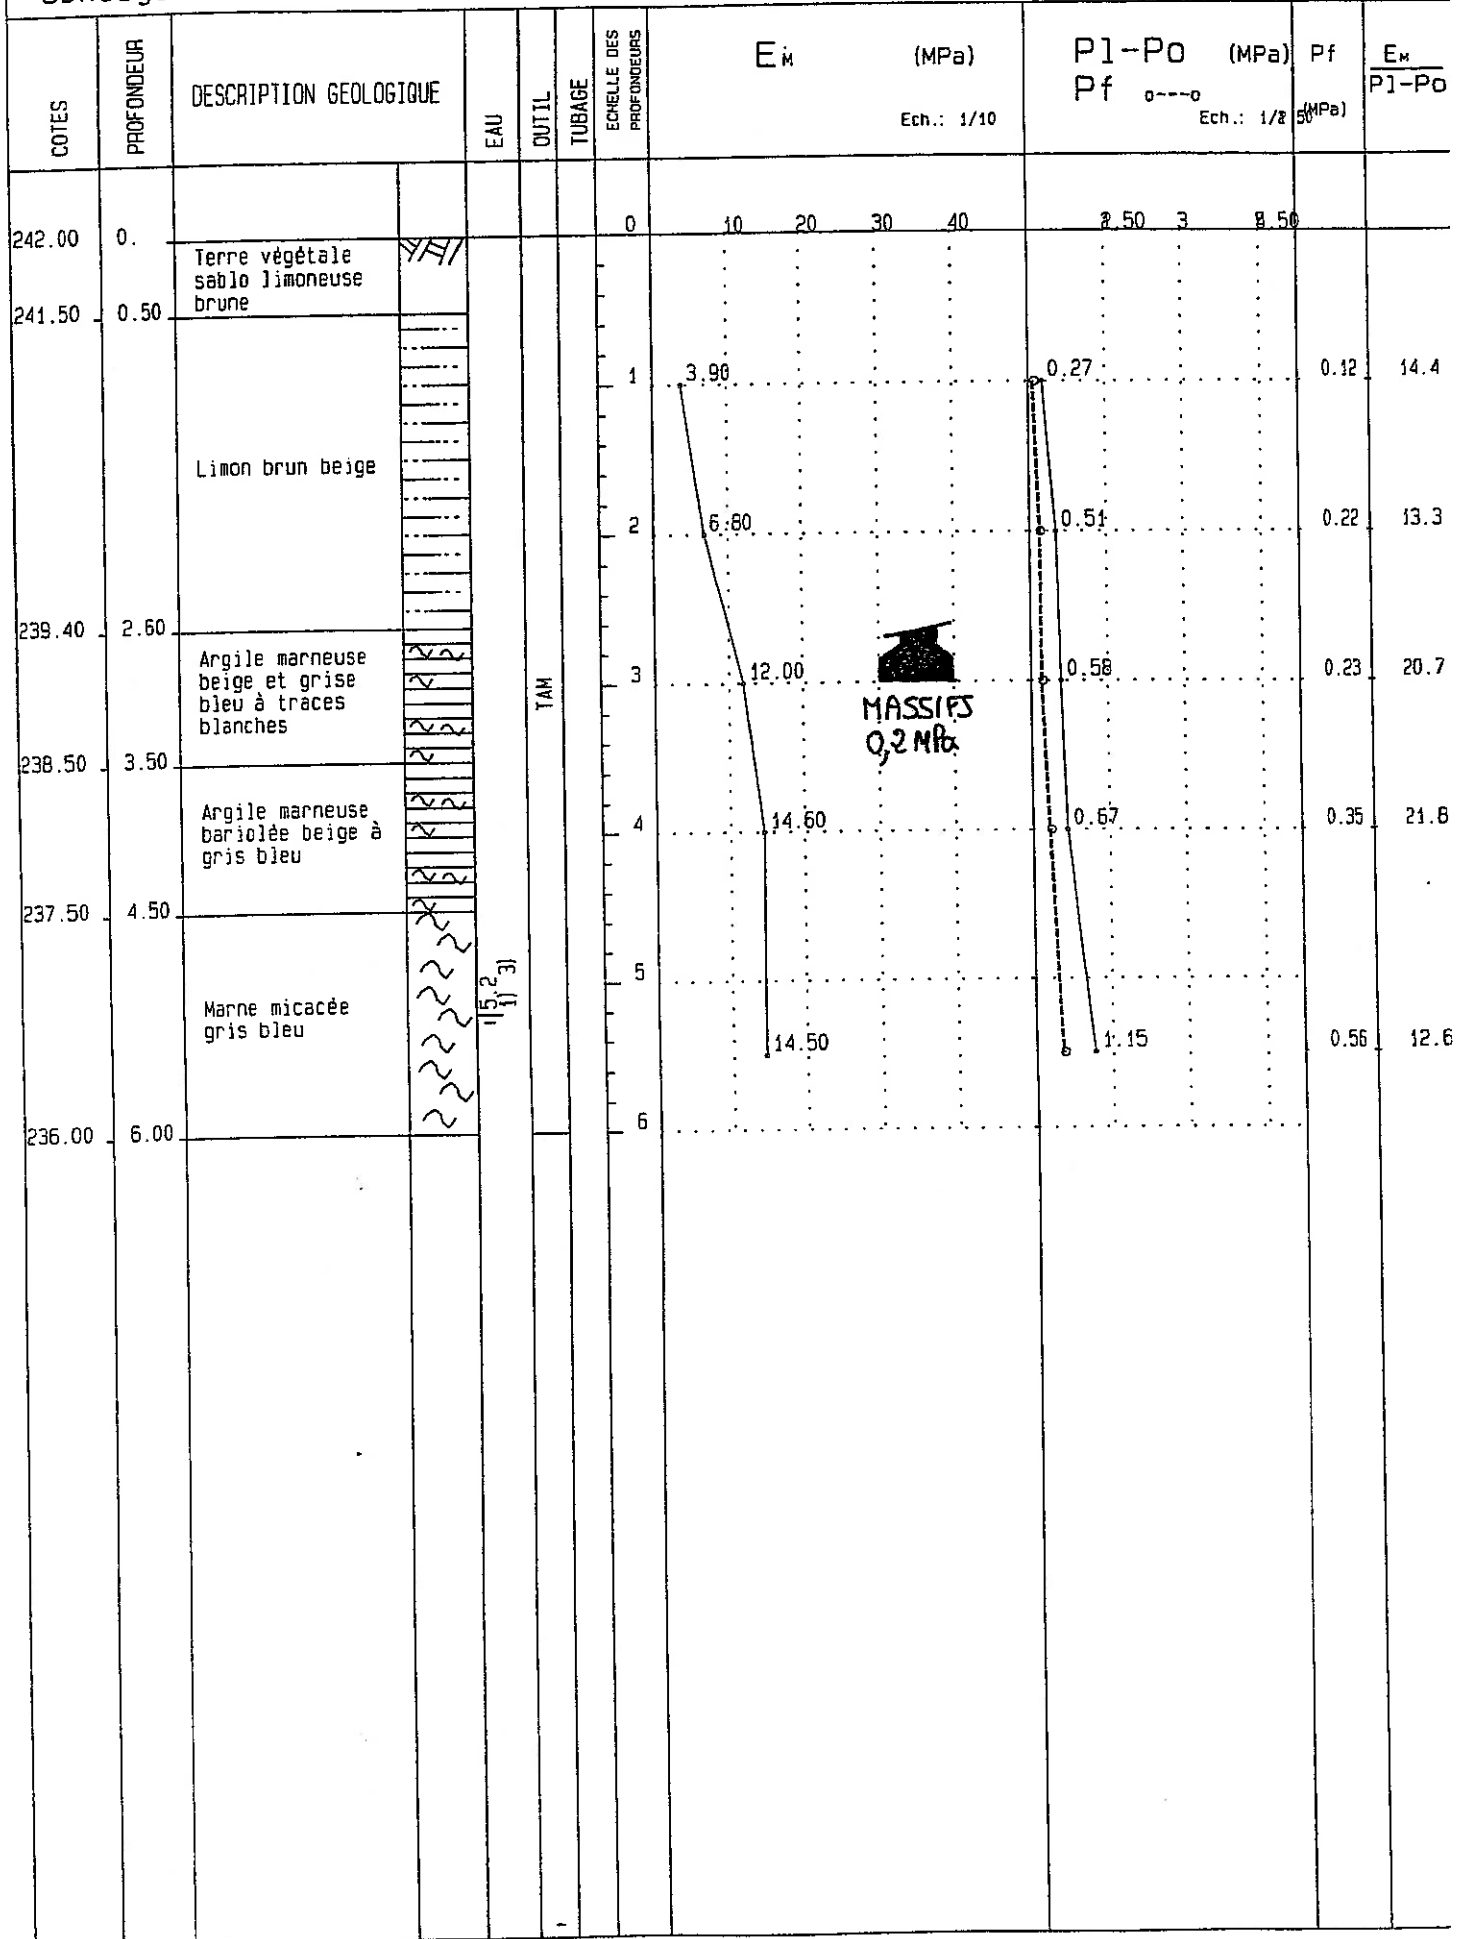 COTES
PROFONDEUR
DESCRIPTION GEOLOGIQUE
EAU
OUTIL
TUBAGE
ECHELLE DES
PROFONDEURS
EM (MPa)
Ech.: 1/10
Pl-Po (MPa)
Pf o---o
Ech.: 1/
Pf
(MPa)
EM
Pl-Po
0 10 20 30 40 3
242.00 0.
Terre végétale
sablo limoneuse
brune
241.50 0.50
1 3.90 0.27 0.12 14.4
Limon brun beige
2 6.80 0.51 0.22 13.3
239.40 2.60
Argile marneuse
beige et grise
bleu à traces
blanches
TAM
3 12.00 0.58 0.23 20.7
MASSIFS
0,2 MPa
238.50 3.50
Argile marneuse
bariolée beige à
gris bleu
4 14.60 0.67 0.35 21.8
237.50 4.50
Marne micacée
gris bleu
5.2
1) 3)
5
14.50 1.15 0.56 12.6
6
236.00 6.00